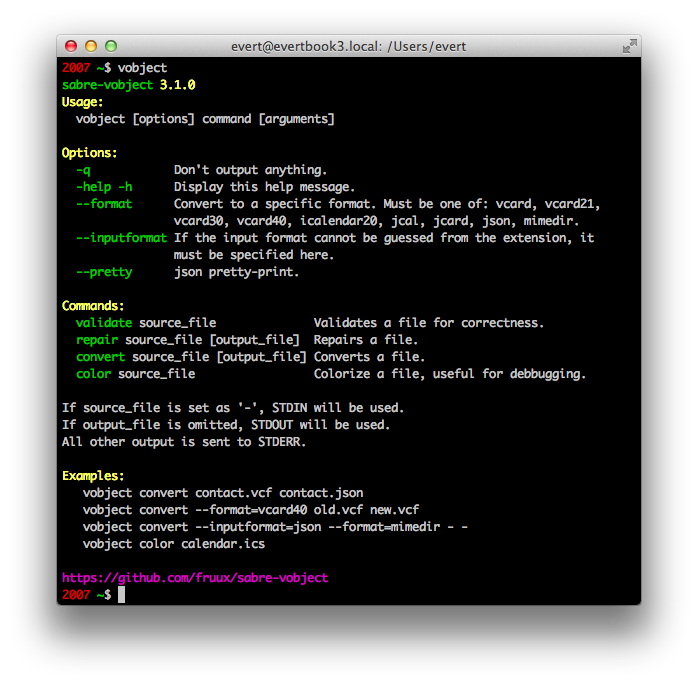 evert@evertbook3.local: /Users/evert
2007 ~$ vobject
sabre-vobject 3.1.0
Usage:
  vobject [options] command [arguments]

Options:
  -q            Don't output anything.
  -help -h      Display this help message.
  --format      Convert to a specific format. Must be one of: vcard, vcard21,
                vcard30, vcard40, icalendar20, jcal, jcard, json, mimedir.
  --inputformat If the input format cannot be guessed from the extension, it
                must be specified here.
  --pretty      json pretty-print.

Commands:
  validate source_file              Validates a file for correctness.
  repair source_file [output_file]  Repairs a file.
  convert source_file [output_file] Converts a file.
  color source_file                 Colorize a file, useful for debbugging.

If source_file is set as '-', STDIN will be used.
If output_file is omitted, STDOUT will be used.
All other output is sent to STDERR.

Examples:
   vobject convert contact.vcf contact.json
   vobject convert --format=vcard40 old.vcf new.vcf
   vobject convert --inputformat=json --format=mimedir - -
   vobject color calendar.ics

https://github.com/fruux/sabre-vobject
2007 ~$